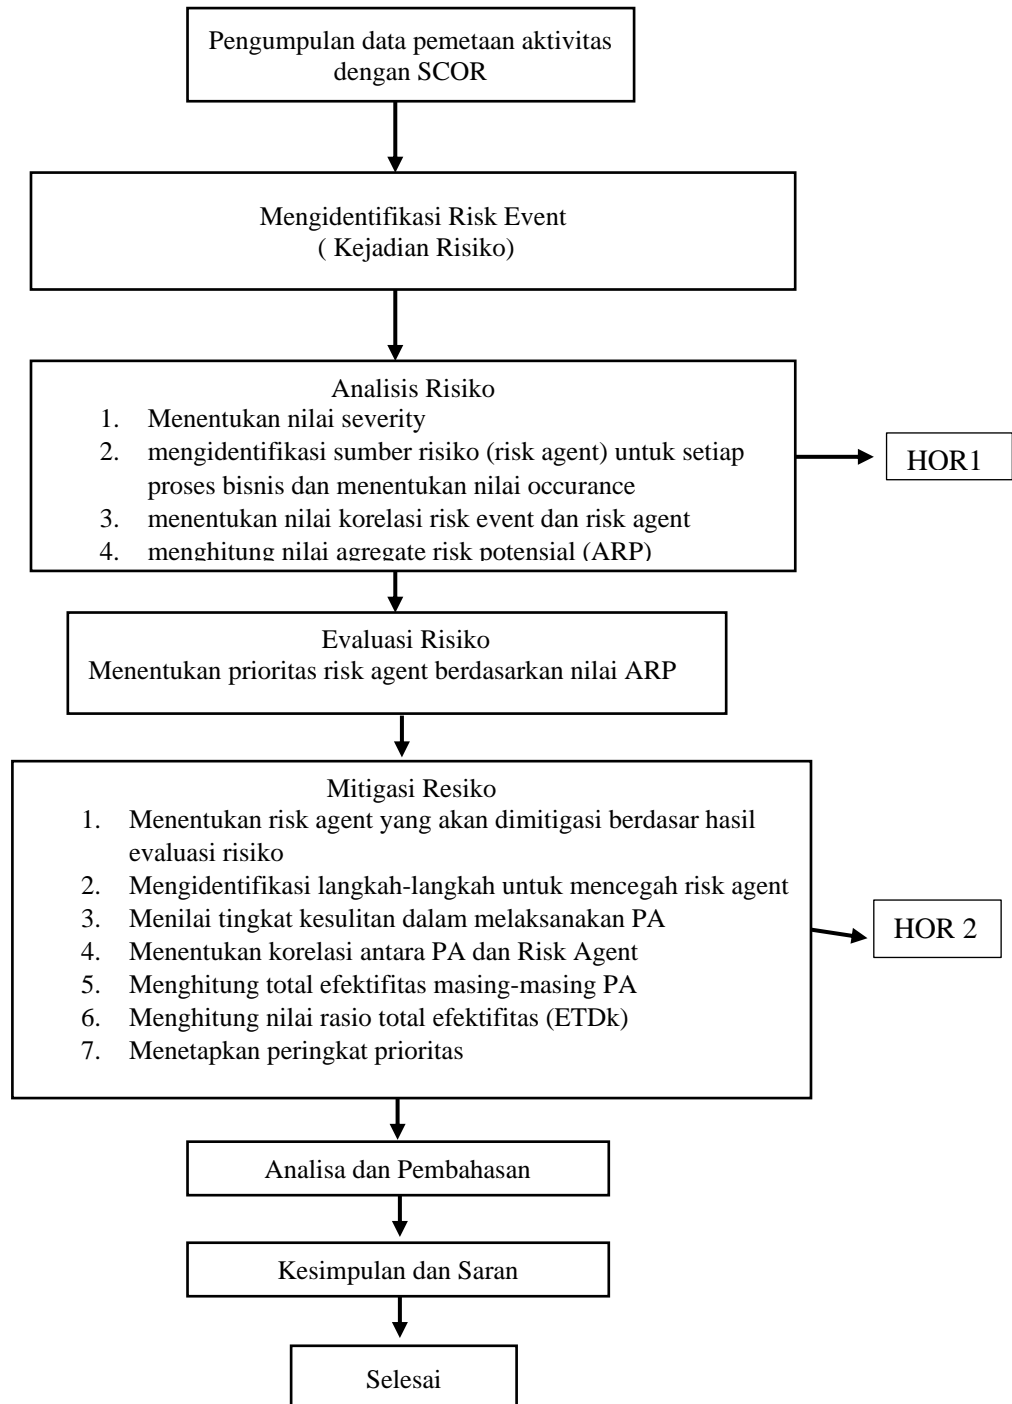 Pengumpulan data pemetaan aktivitas
dengan SCOR
Mengidentifikasi Risk Event
( Kejadian Risiko)
Analisis Risiko
1. Menentukan nilai severity
2. mengidentifikasi sumber risiko (risk agent) untuk setiap
proses bisnis dan menentukan nilai occurance
3. menentukan nilai korelasi risk event dan risk agent
4. menghitung nilai agregate risk potensial (ARP)
HOR1
Evaluasi Risiko
Menentukan prioritas risk agent berdasarkan nilai ARP
Mitigasi Resiko
1. Menentukan risk agent yang akan dimitigasi berdasar hasil
evaluasi risiko
2. Mengidentifikasi langkah-langkah untuk mencegah risk agent
3. Menilai tingkat kesulitan dalam melaksanakan PA
4. Menentukan korelasi antara PA dan Risk Agent
5. Menghitung total efektifitas masing-masing PA
6. Menghitung nilai rasio total efektifitas (ETDk)
7. Menetapkan peringkat prioritas
HOR 2
Analisa dan Pembahasan
Kesimpulan dan Saran
Selesai